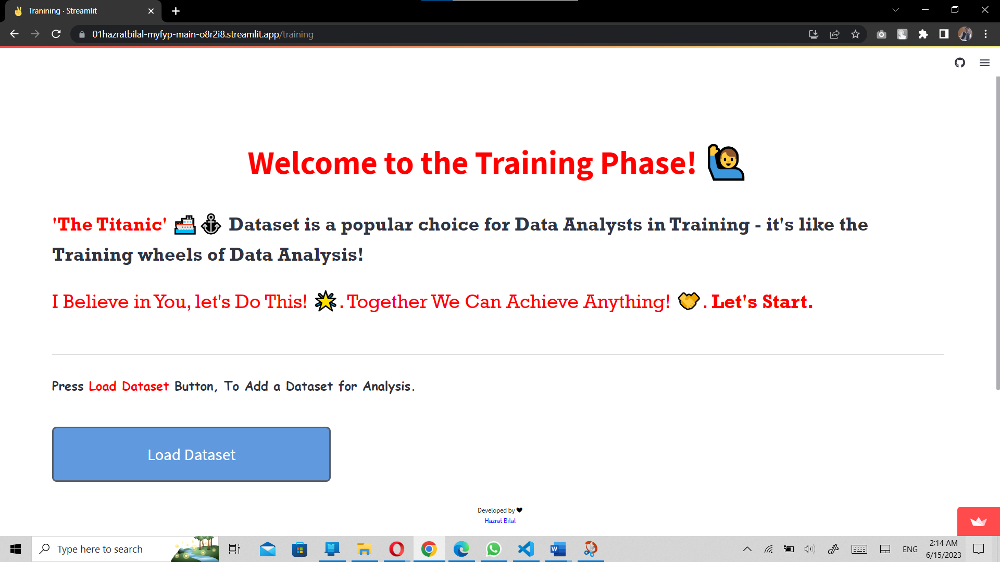 Tranining · Streamlit
01hazratbilal-myfyp-main-o8r2i8.streamlit.app/training
Welcome to the Training Phase!
'The Titanic' Dataset is a popular choice for Data Analysts in Training - it's like the
Training wheels of Data Analysis!
I Believe in You, let's Do This! . Together We Can Achieve Anything! . Let's Start.
Press Load Dataset Button, To Add a Dataset for Analysis.
Load Dataset
Developed by ❤
Hazrat Bilal
Type here to search
W
ENG
2:14 AM
6/15/2023